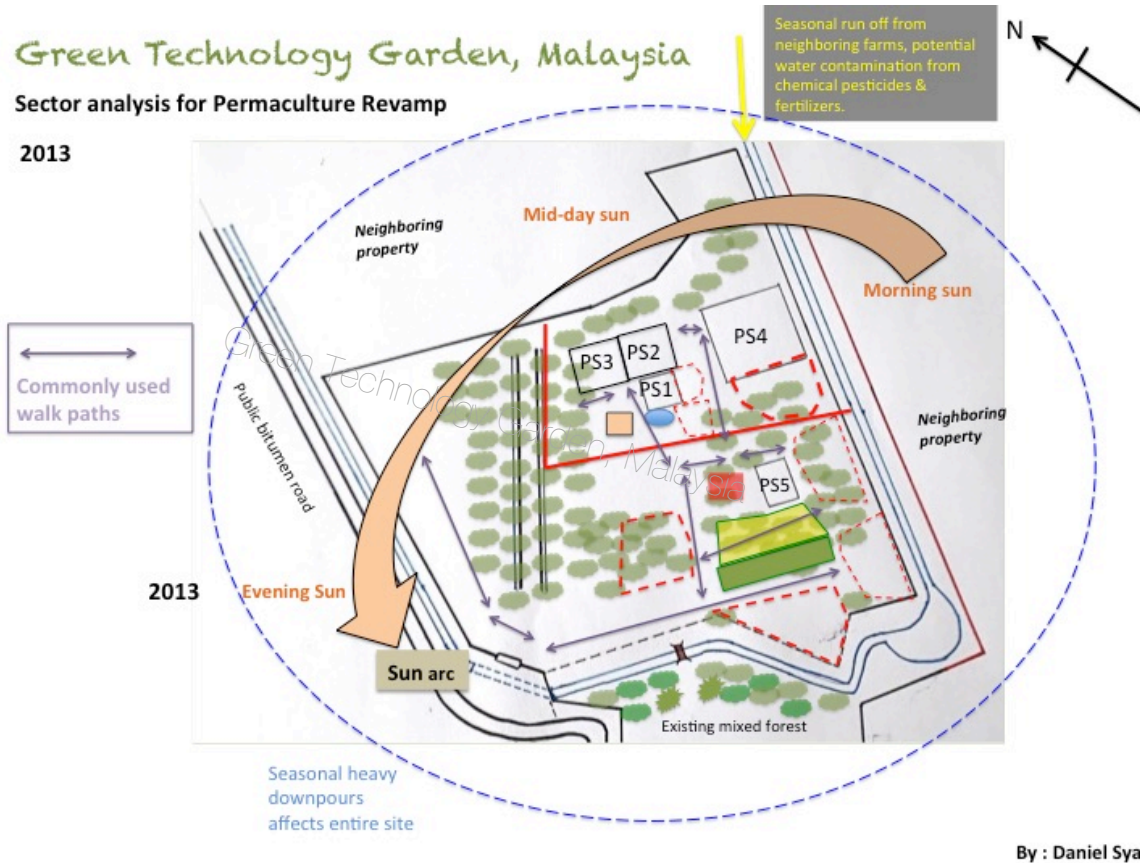 Green Technology Garden, Malaysia
Sector analysis for Permaculture Revamp
2013
Seasonal run off from
neighboring farms, potential
water contamination from
chemical pesticides &
fertilizers.
N
Neighboring
property
Mid-day sun
Morning sun
Commonly used
walk paths
Public bitumen road
PS3
PS2
PS1
PS4
PS5
Neighboring
property
Green Technology Garden, Malaysia
2013
Evening Sun
Sun arc
Existing mixed forest
Seasonal heavy
downpours
affects entire site
By : Daniel Sya